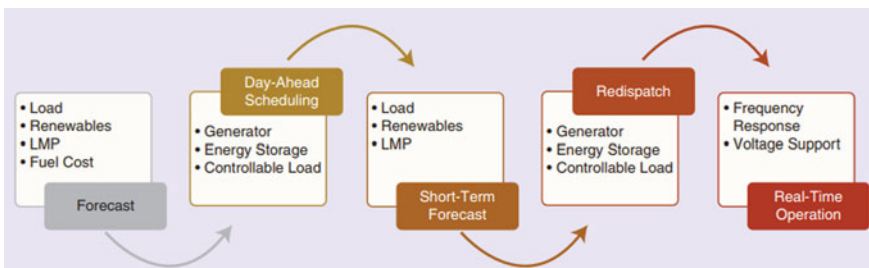 • Load
• Renewables
• LMP
• Fuel Cost
Forecast
Day-Ahead
Scheduling
• Generator
• Energy Storage
• Controllable Load
• Load
• Renewables
• LMP
Short-Term
Forecast
Redispatch
• Generator
• Energy Storage
• Controllable Load
• Frequency
Response
• Voltage Support
Real-Time
Operation